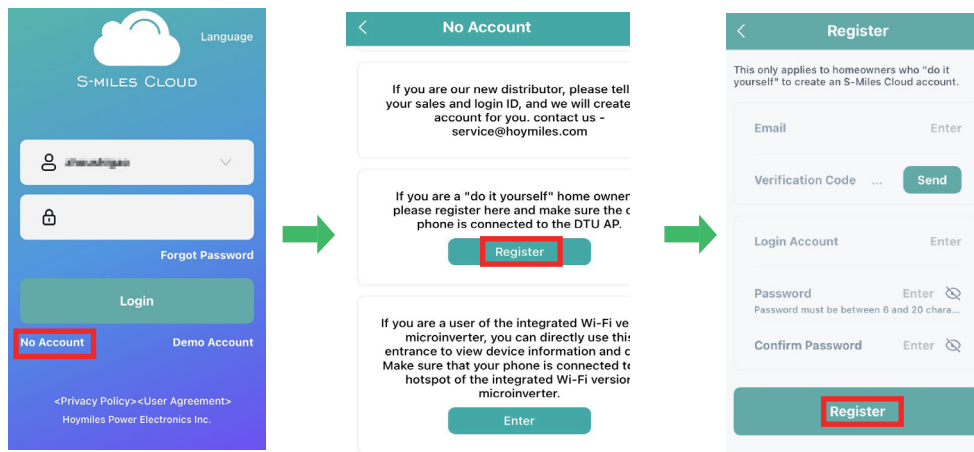 Language
S-MILES CLOUD
Forgot Password
Login
No Account
Demo Account
<Privacy Policy><User Agreement>
Hoymiles Power Electronics Inc.
No Account
If you are our new distributor, please tell
your sales and login ID, and we will create
account for you. contact us -
service@hoymiles.com
If you are a "do it yourself" home owner
please register here and make sure the
phone is connected to the DTU AP.
Register
If you are a user of the integrated Wi-Fi ve
microinverter, you can directly use this
entrance to view device information and
Make sure that your phone is connected
hotspot of the integrated Wi-Fi version
microinverter.
Enter
Register
This only applies to homeowners who "do it
yourself" to create an S-Miles Cloud account.
Email
Enter
Verification Code ...
Send
Login Account
Enter
Password
Enter
Password must be between 6 and 20 chara...
Confirm Password
Enter
Register